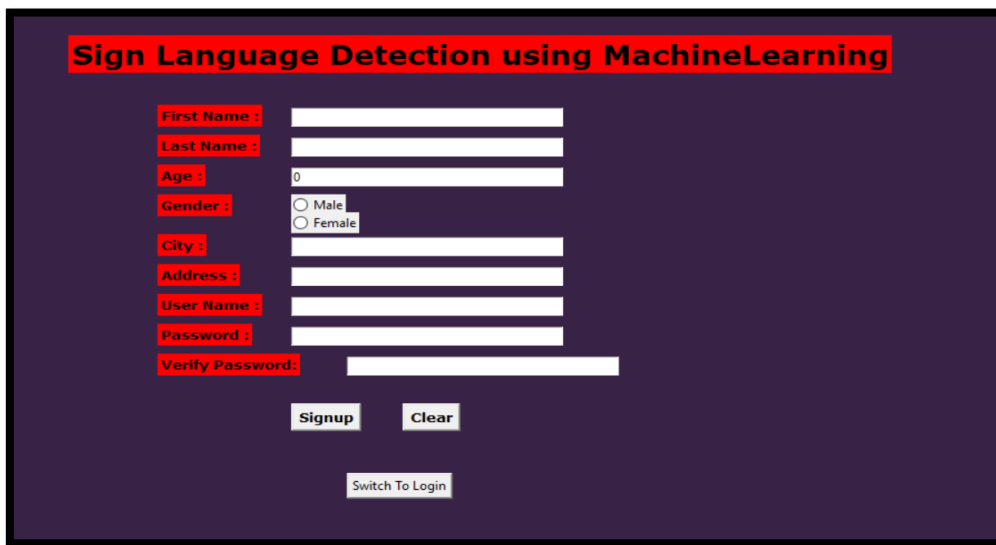 Sign Language Detection using MachineLearning
First Name :
Last Name :
Age : 0
Gender : Male
Female
City :
Address :
User Name :
Password :
Verify Password:
Signup Clear
Switch To Login